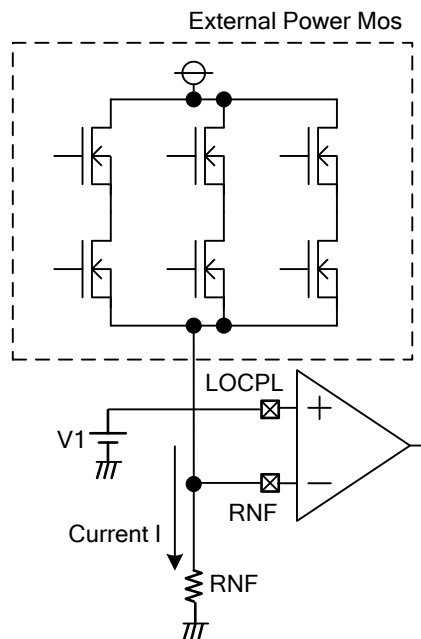 External Power Mos
LOCPL
+
V1
−
RNF
Current I
RNF